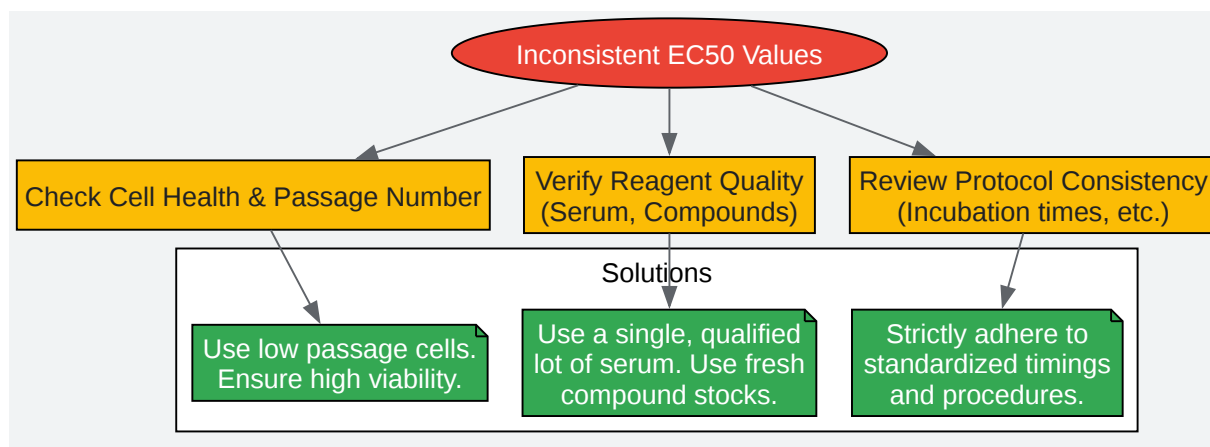 Inconsistent EC50 Values
Check Cell Health & Passage Number
Verify Reagent Quality
(Serum, Compounds)
Review Protocol Consistency
(Incubation times, etc.)
Solutions
Use low passage cells.
Ensure high viability.
Use a single, qualified
lot of serum. Use fresh
compound stocks.
Strictly adhere to
standardized timings
and procedures.